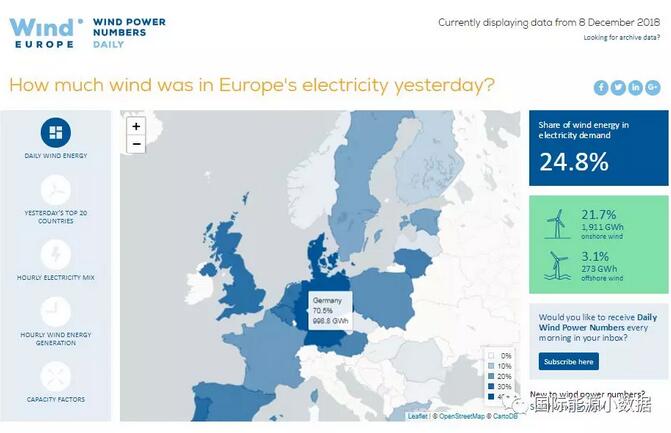 Wind
EUROPE
WIND POWER
NUMBERS
DAILY
Currently displaying data from 8 December 2018
Looking for archive data?
How much wind was in Europe's electricity yesterday?
DAILY WIND ENERGY
YESTERDAY'S TOP 20
COUNTRIES
HOURLY ELECTRICITY MIX
HOURLY WIND ENERGY
GENERATION
CAPACITY FACTORS
+
−
Germany
70.5%
998.8 GWh
0%
10%
20%
30%
Leaflet | © OpenStreetMap © CartoDB
Share of wind energy in
electricity demand
24.8%
21.7%
1,911 GWh
onshore wind
3.1%
273 GWh
offshore wind
Would you like to receive Daily
Wind Power Numbers every
morning in your inbox?
Subscribe here
New to wind power numbers?
国际能源小数据